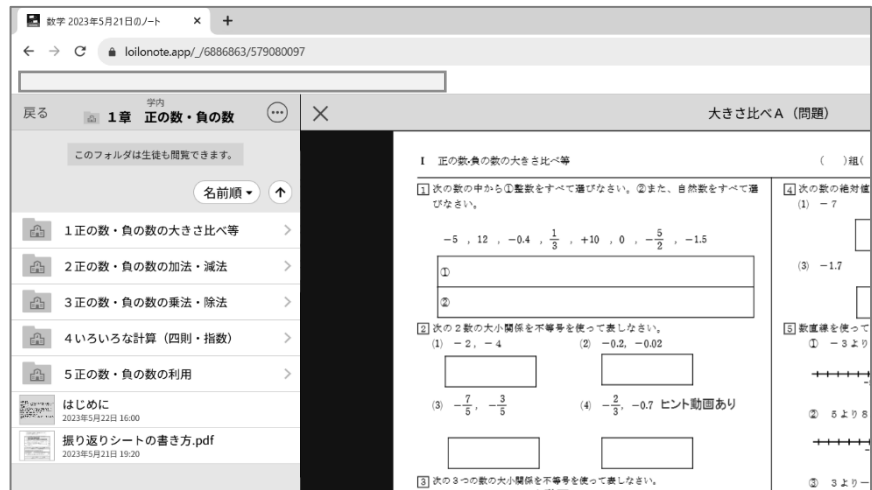 数学 2023年5月21日のノート × +
loilonote.app/_/6886863/579080097
戻る
学内
1章 正の数・負の数
このフォルダは生徒も閲覧できます。
名前順
1正の数・負の数の大きさ比べ等
2正の数・負の数の加法・減法
3正の数・負の数の乗法・除法
4いろいろな計算(四則・指数)
5正の数・負の数の利用
はじめに
2023年5月22日 16:00
振り返りシートの書き方.pdf
2023年5月21日 19:20
大きさ比べA(問題)
I 正の数・負の数の大きさ比べ等 ( )組(
1 次の数の中から①整数をすべて選びなさい。②また、自然数をすべて選
びなさい。
−5 , 12 , −0.4 , 1/3 , +10 , 0 , −5/2 , −1.5
①
②
2 次の2数の大小関係を不等号を使って表しなさい。
(1) −2, −4 (2) −0.2, −0.02
(3) −7/5, −3/5 (4) −2/3, −0.7 ヒント動画あり
3 次の3つの数の大小関係を不等号を使って表しなさい。
4 次の数の絶対値
(1) −7
(3) −1.7
5 数直線を使って
① −3より
② 5より8
③ 3より−